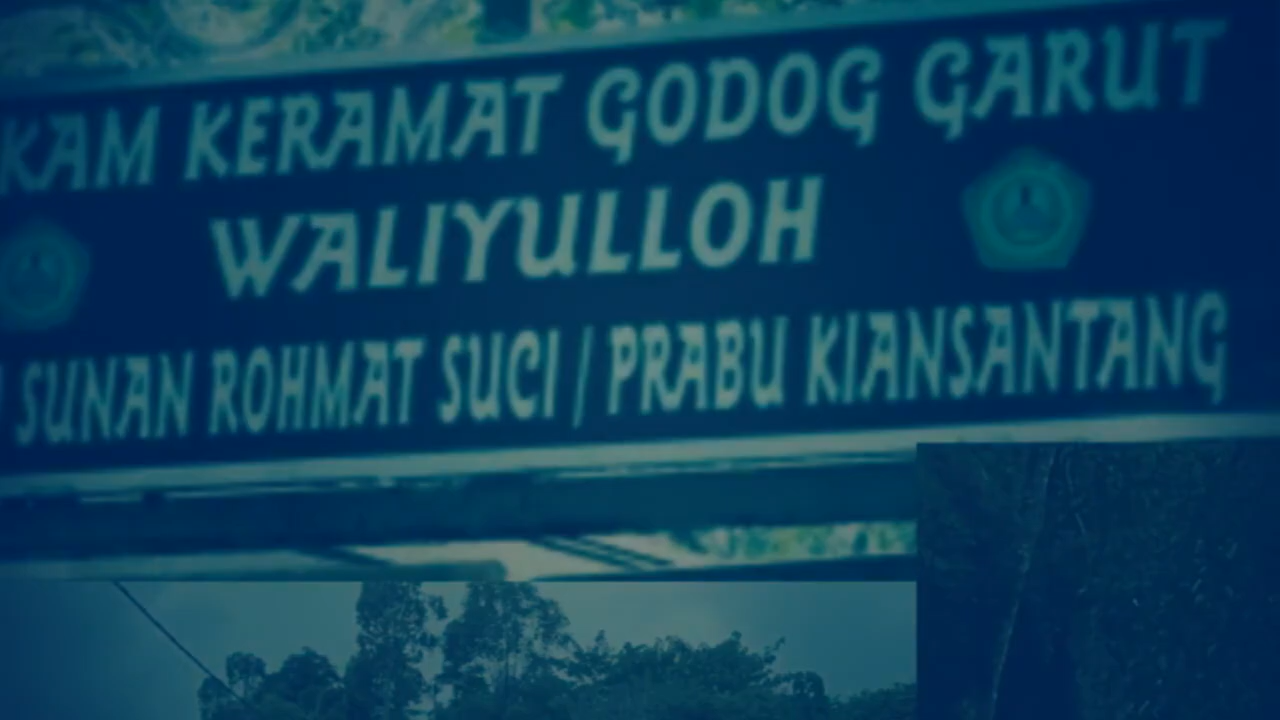 KAM KERAMAT GODOG GARUT
WALIYULLOH
SUNAN ROHMAT SUCI / PRABU KIANSANTANG